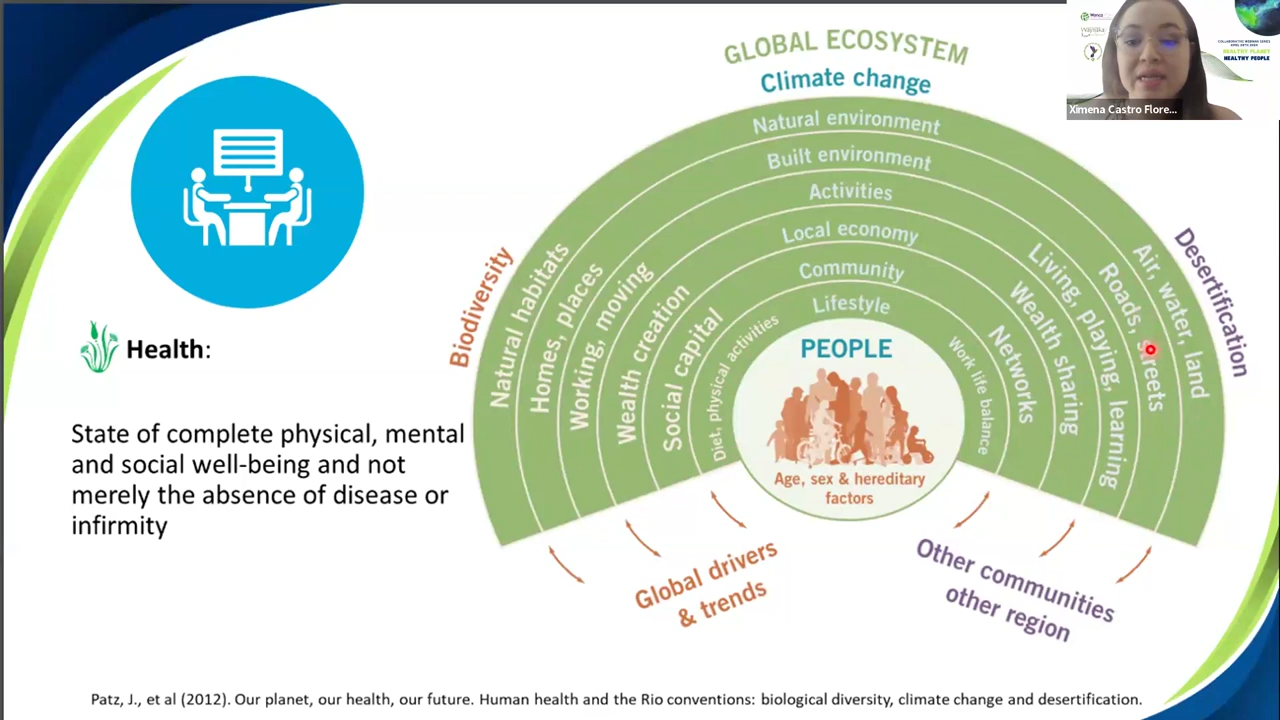 GLOBAL ECOSYSTEM
Climate change
Natural environment
Built environment
Activities
Local economy
Community
Lifestyle
PEOPLE
Age, sex & hereditary
factors
Biodiversity
Natural habitats
Homes, places
Working, moving
Wealth creation
Social capital
Diet, physical activities
Work life balance
Networks
Wealth sharing
Living, playing, learning
Roads, streets
Air, water, land
Desertification
Global drivers
& trends
Other communities
other region
Health:
State of complete physical, mental
and social well-being and not
merely the absence of disease or
infirmity
Patz, J., et al (2012). Our planet, our health, our future. Human health and the Rio conventions: biological diversity, climate change and desertification.
Ximena Castro Flore...
HEALTHY PLANET
HEALTHY PEOPLE